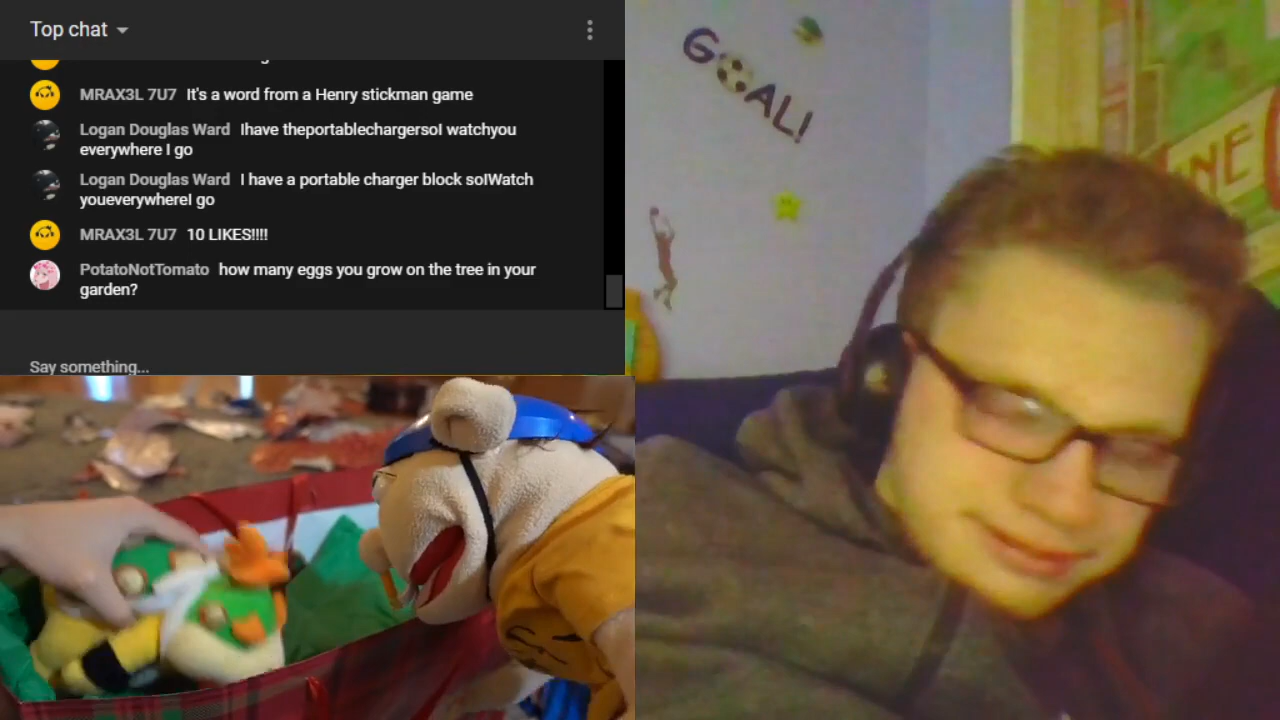 Top chat
MRAX3L 7U7 It's a word from a Henry stickman game
Logan Douglas Ward Ihave theportablechargersoI watchyou
everywhere I go
Logan Douglas Ward I have a portable charger block soIWatch
youeverywhereI go
MRAX3L 7U7 10 LIKES!!!!
PotatoNotTomato how many eggs you grow on the tree in your
garden?
Say something...
GOAL!
NE